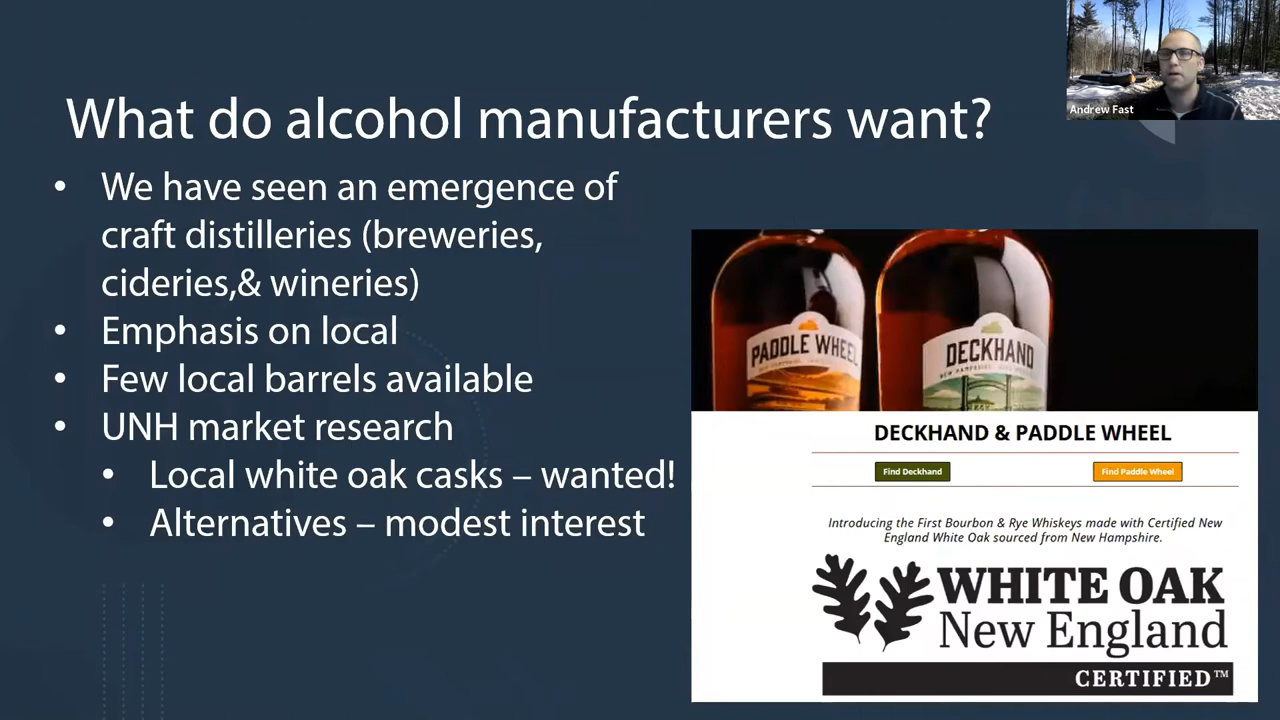 Andrew Fast
What do alcohol manufacturers want?
• We have seen an emergence of
craft distilleries (breweries,
cideries,& wineries)
• Emphasis on local
• Few local barrels available
• UNH market research
• Local white oak casks – wanted!
• Alternatives – modest interest
PADDLE WHEEL
DECKHAND
DECKHAND & PADDLE WHEEL
Find Deckhand
Find Paddle Wheel
Introducing the First Bourbon & Rye Whiskeys made with Certified New
England White Oak sourced from New Hampshire.
WHITE OAK
New England
CERTIFIED™